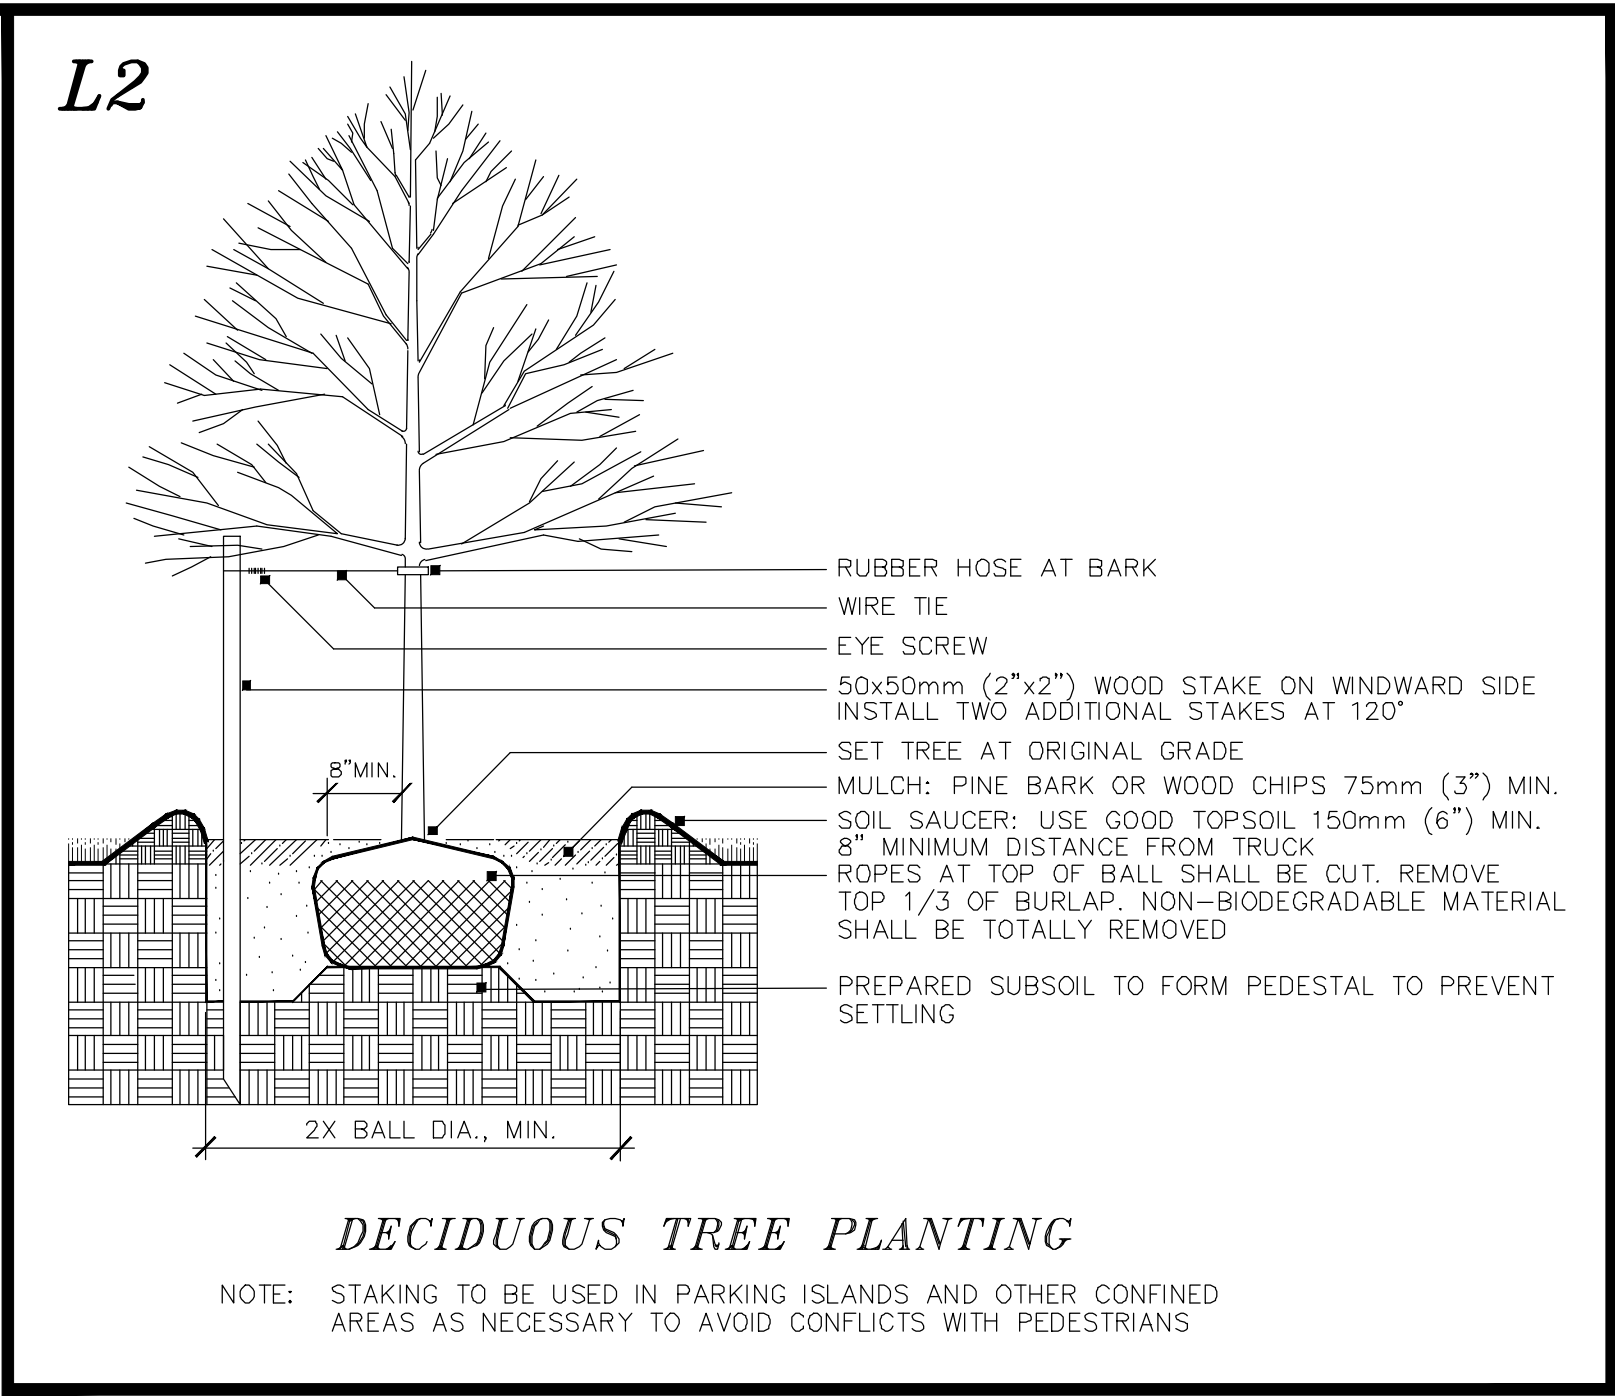 L2
RUBBER HOSE AT BARK
WIRE TIE
EYE SCREW
50x50mm (2"x2") WOOD STAKE ON WINDWARD SIDE
INSTALL TWO ADDITIONAL STAKES AT 120°
SET TREE AT ORIGINAL GRADE
8"MIN.
MULCH: PINE BARK OR WOOD CHIPS 75mm (3") MIN.
SOIL SAUCER: USE GOOD TOPSOIL 150mm (6") MIN.
8" MINIMUM DISTANCE FROM TRUCK
ROPES AT TOP OF BALL SHALL BE CUT. REMOVE
TOP 1/3 OF BURLAP. NON-BIODEGRADABLE MATERIAL
SHALL BE TOTALLY REMOVED
PREPARED SUBSOIL TO FORM PEDESTAL TO PREVENT
SETTLING
2X BALL DIA., MIN.
DECIDUOUS TREE PLANTING
NOTE: STAKING TO BE USED IN PARKING ISLANDS AND OTHER CONFINED
AREAS AS NECESSARY TO AVOID CONFLICTS WITH PEDESTRIANS